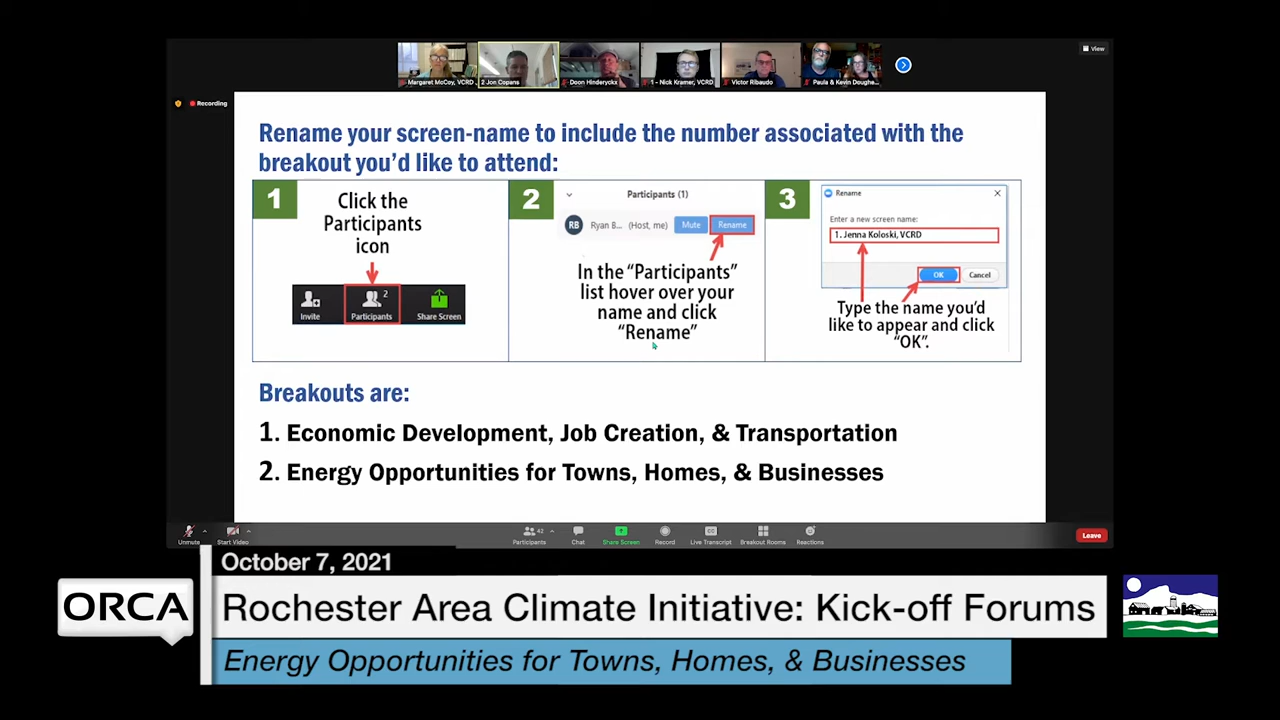 View
Margaret McCoy, VCRD
2 Jon Copans
Doon Hinderyckx
1 - Nick Kramer, VCRD
Victor Ribaudo
Paula & Kevin Doughe...
Recording
Rename your screen-name to include the number associated with the
breakout you'd like to attend:
1
Click the
Participants
icon
2
Invite
Participants
Share Screen
2
Participants (1)
RB
Ryan B...
(Host, me)
Mute
Rename
In the “Participants”
list hover over your
name and click
“Rename”
3
Rename
Enter a new screen name:
1. Jenna Koloski, VCRD
OK
Cancel
Type the name you'd
like to appear and click
“OK”.
Breakouts are:
1. Economic Development, Job Creation, & Transportation
2. Energy Opportunities for Towns, Homes, & Businesses
Unmute
Start Video
42
Participants
Chat
Share Screen
Record
Live Transcript
Breakout Rooms
Reactions
Leave
October 7, 2021
ORCA
Rochester Area Climate Initiative: Kick-off Forums
Energy Opportunities for Towns, Homes, & Businesses